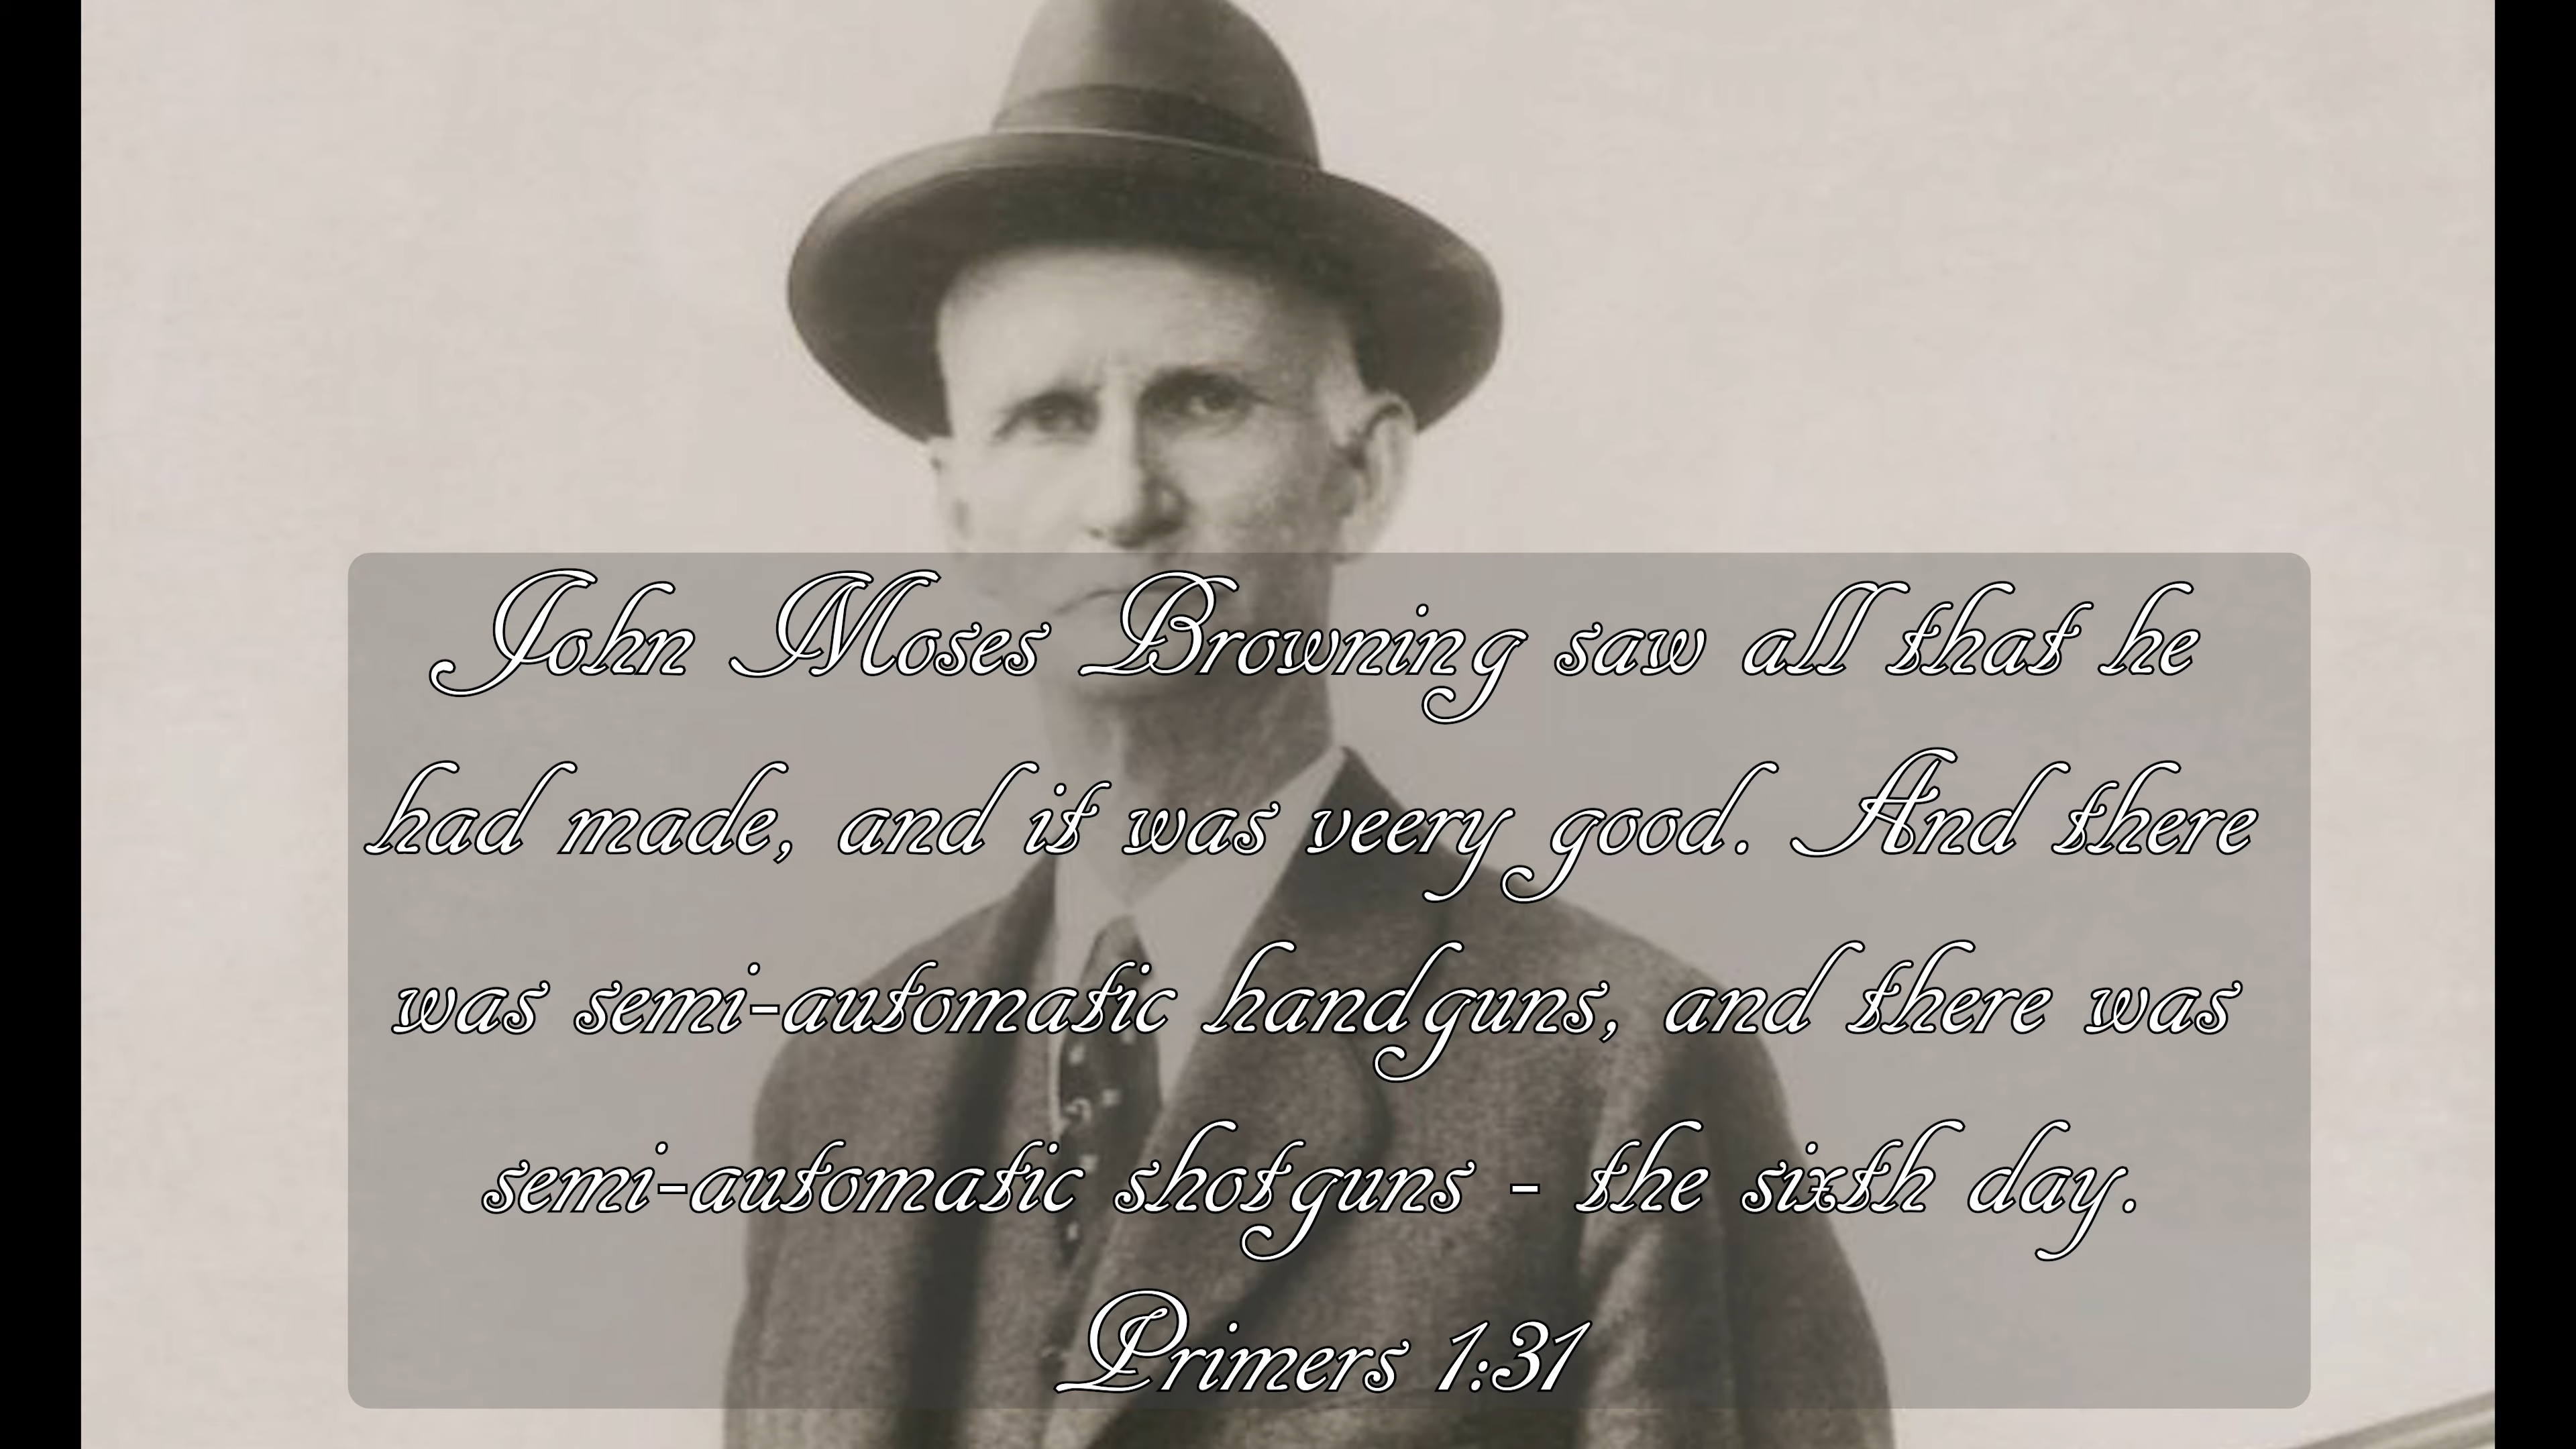 John Moses Browning saw all that he
had made, and it was veery good. And there
was semi-automatic handguns, and there was
semi-automatic shotguns - the sixth day.
Primers 1:31